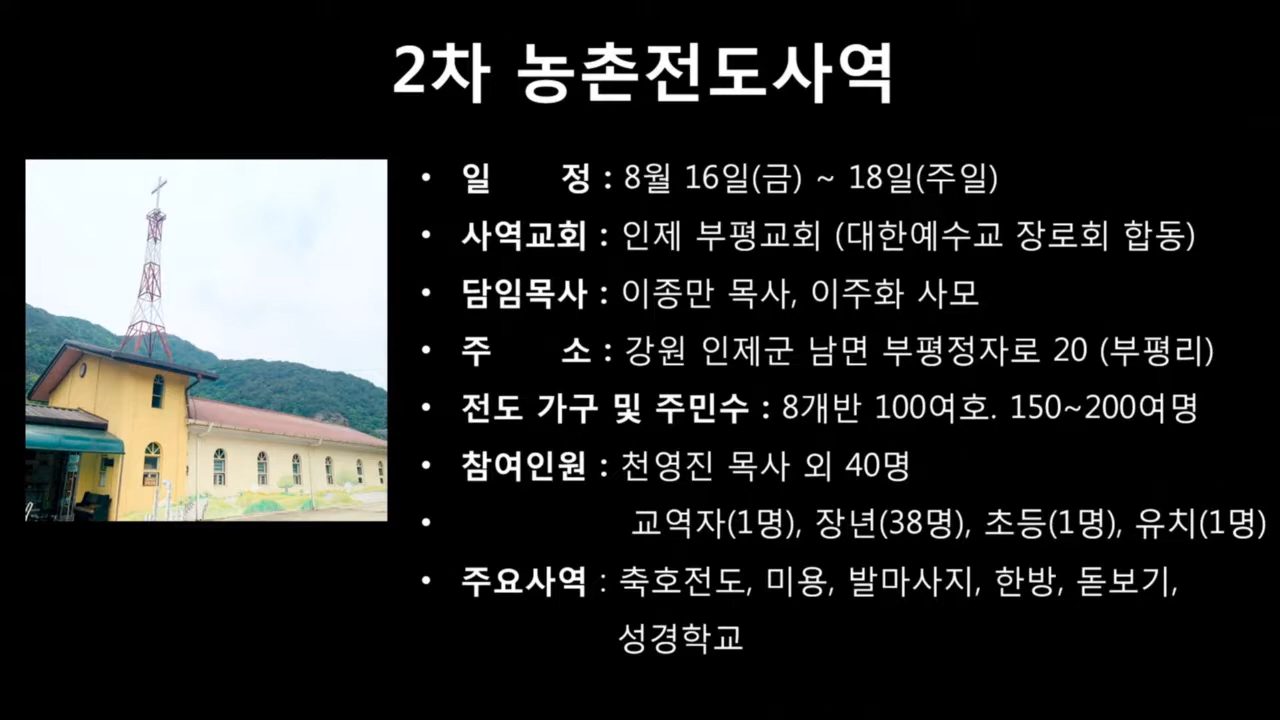 2차 농촌전도사역
• 일 정 : 8월 16일(금) ~ 18일(주일)
• 사역교회 : 인제 부평교회 (대한예수교 장로회 합동)
• 담임목사 : 이종만 목사, 이주화 사모
• 주 소 : 강원 인제군 남면 부평정자로 20 (부평리)
• 전도 가구 및 주민수 : 8개반 100여호. 150~200여명
• 참여인원 : 천영진 목사 외 40명
• 교역자(1명), 장년(38명), 초등(1명), 유치(1명)
• 주요사역 : 축호전도, 미용, 발마사지, 한방, 돋보기,
성경학교